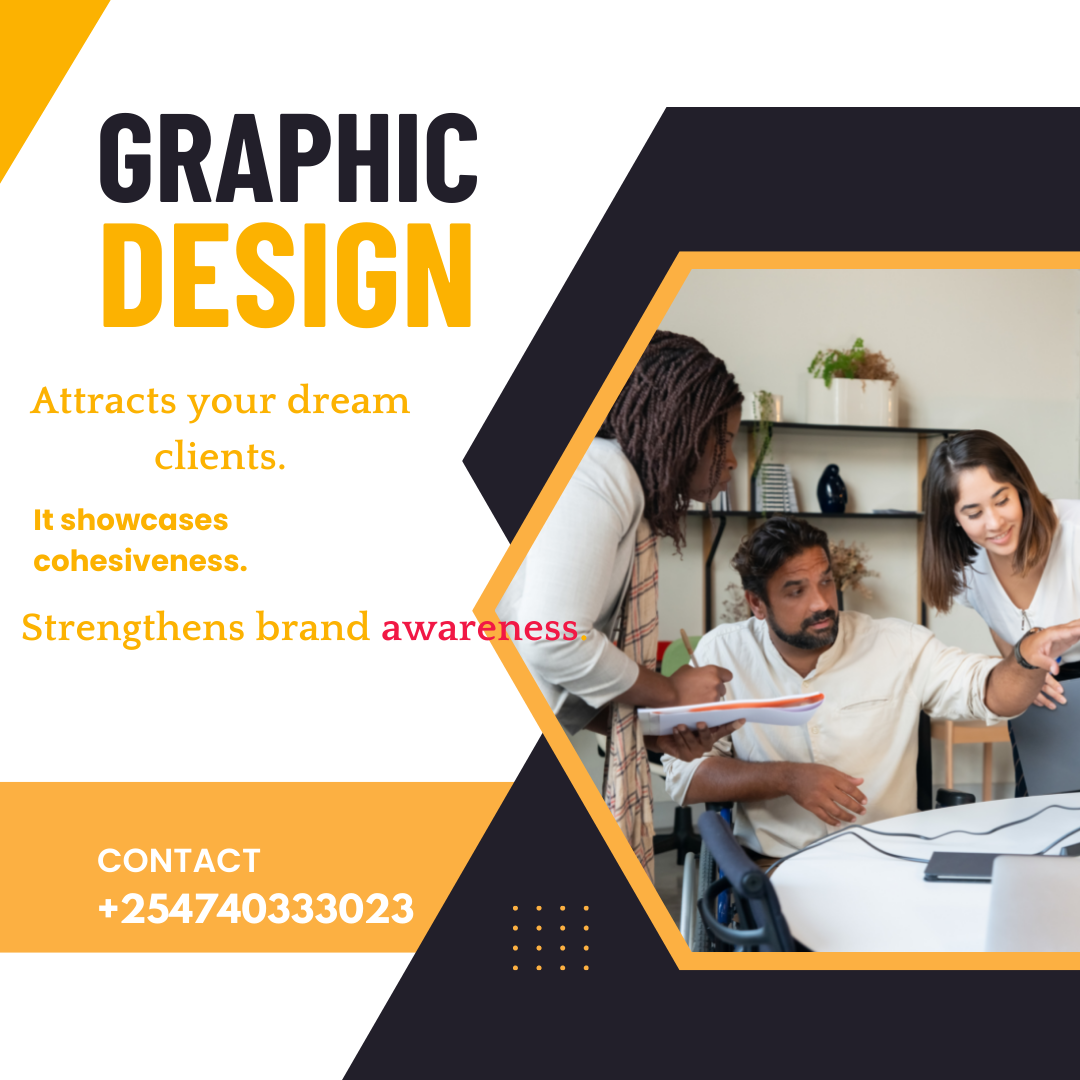 GRAPHIC
DESIGN
Attracts your dream
clients.
It showcases
cohesiveness.
Strengthens brand awareness.
CONTACT
+254740333023